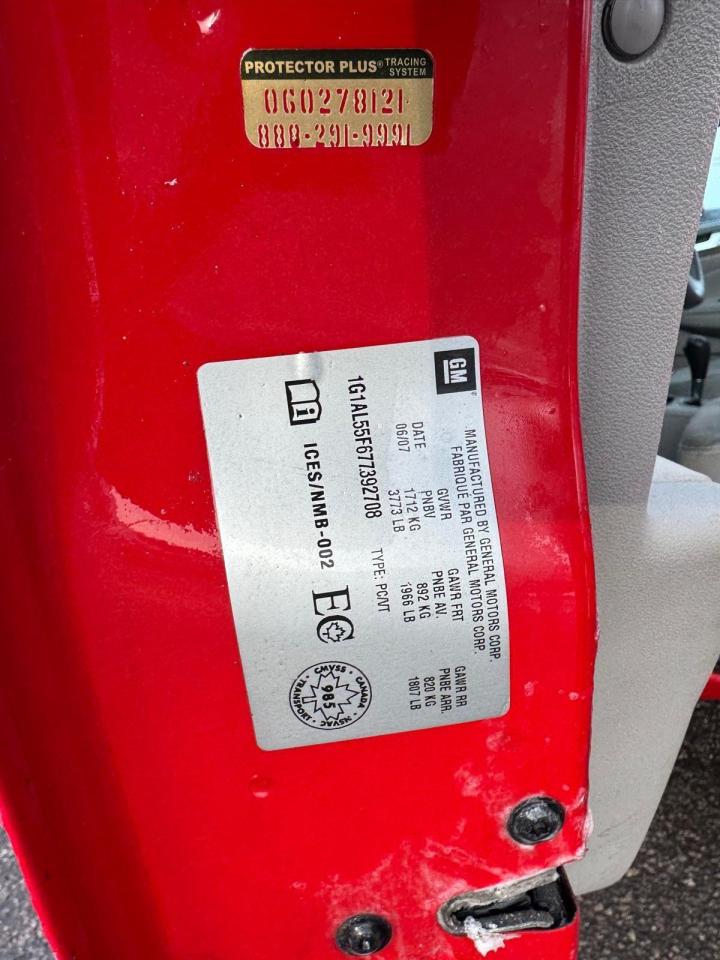 PROTECTOR PLUS® TRACING SYSTEM
060278121
888-291-9991
GM
MANUFACTURED BY GENERAL MOTORS CORP.
FABRIQUÉ PAR GENERAL MOTORS CORP.
DATE GVWR GAWR FRT GAWR RR
06/07 PNBV PNBE AV. PNBE ARR.
1712 KG 892 KG 820 KG
3773 LB 1966 LB 1807 LB
1G1AL55F677392708 TYPE: PC/VT
ICES/NMB-002
CANADA
CMVSS
985
NSVAC
TRANSPORT